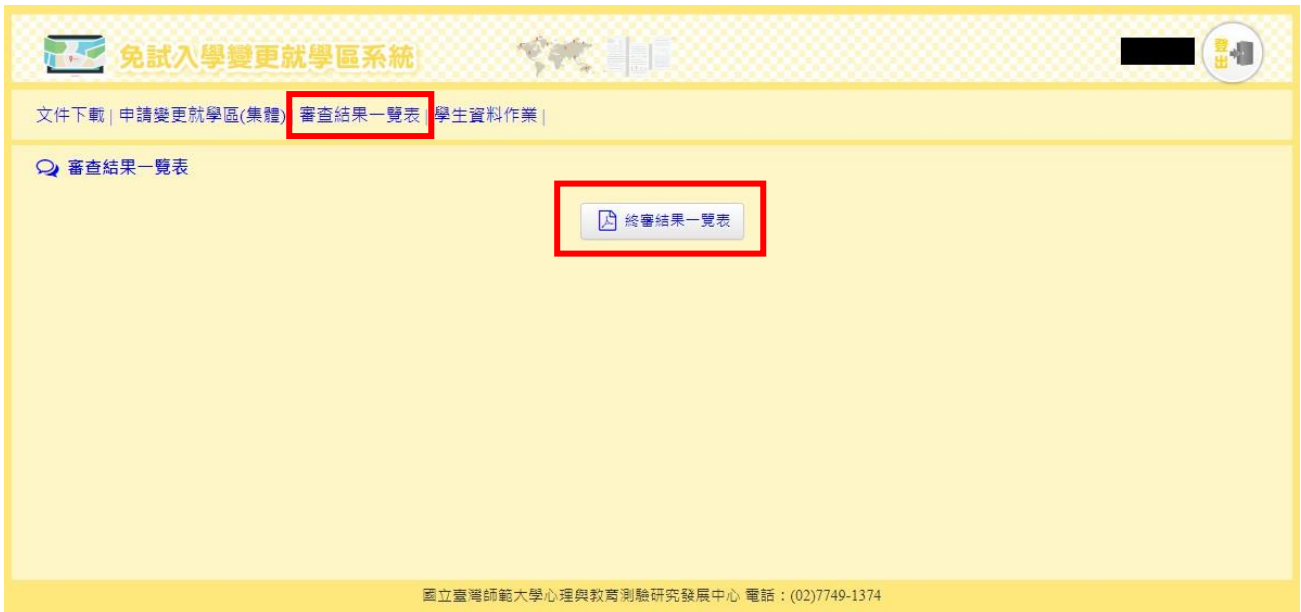 免試入學變更就學區系統
登出
文件下載 | 申請變更就學區(集體) 審查結果一覽表 | 學生資料作業 |
審查結果一覽表
終審結果一覽表
國立臺灣師範大學心理與教育測驗研究發展中心 電話：(02)7749-1374